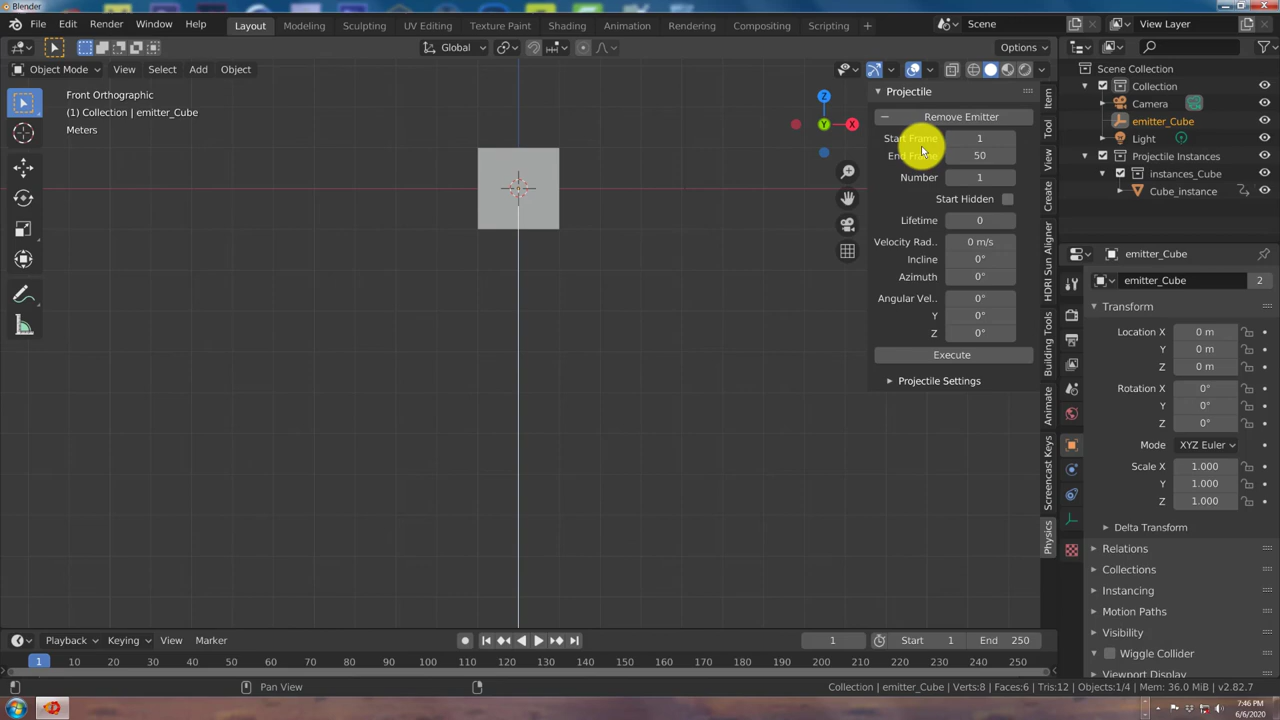 Blender
File Edit Render Window Help Layout Modeling Sculpting UV Editing Texture Paint Shading Animation Rendering Compositing Scripting + Scene View Layer
Global Options
Object Mode View Select Add Object
Front Orthographic
(1) Collection | emitter_Cube
Meters
Z
Y
X
Projectile
Remove Emitter
Start Frame 1
End Frame 50
Number 1
Start Hidden
Lifetime 0
Velocity Rad.. 0 m/s
Incline 0°
Azimuth 0°
Angular Vel.. 0°
Y 0°
Z 0°
Execute
Projectile Settings
Item
Tool
View
Create
HDRI Sun Aligner
Building Tools
Animate
Screencast Keys
Physics
Scene Collection
Collection
Camera
emitter_Cube
Light
Projectile Instances
instances_Cube
Cube_instance
emitter_Cube
emitter_Cube 2
Transform
Location X 0 m
Y 0 m
Z 0 m
Rotation X 0°
Y 0°
Z 0°
Mode XYZ Euler
Scale X 1.000
Y 1.000
Z 1.000
Delta Transform
Relations
Collections
Instancing
Motion Paths
Visibility
Wiggle Collider
Viewport Display
Playback Keying View Marker 1 Start 1 End 250
1 10 20 30 40 50 60 70 80 90 100 110 120 130 140 150 160 170 180 190 200 210 220 230 240 250
Pan View Collection | emitter_Cube | Verts:8 | Faces:6 | Tris:12 | Objects:1/4 | Mem: 36.0 MiB | v2.82.7
7:46 PM
6/6/2020